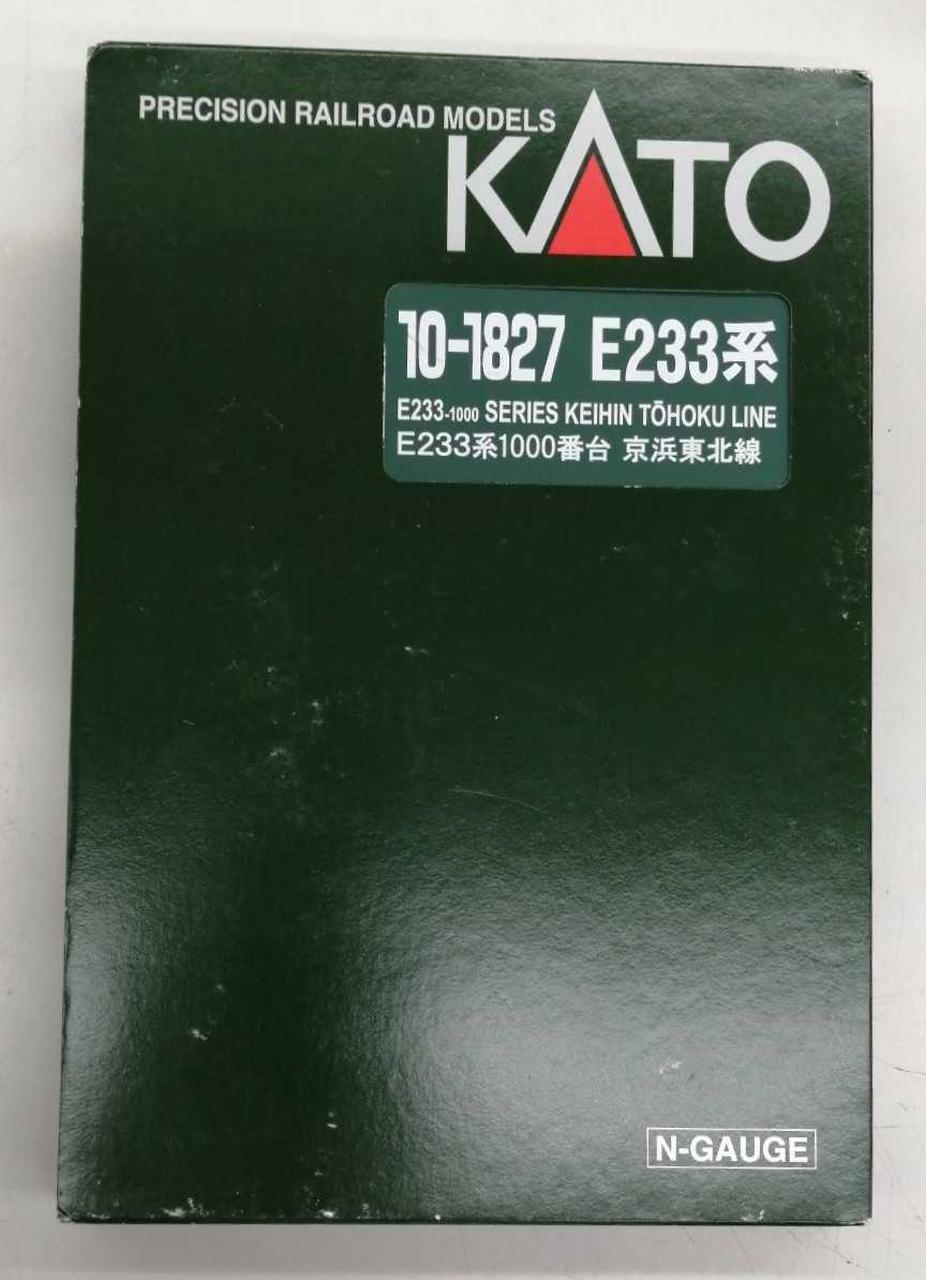 PRECISION RAILROAD MODELS
KATO
10-1827 E233系
E233-1000 SERIES KEIHIN TŌHOKU LINE
E233系1000番台 京浜東北線
N-GAUGE